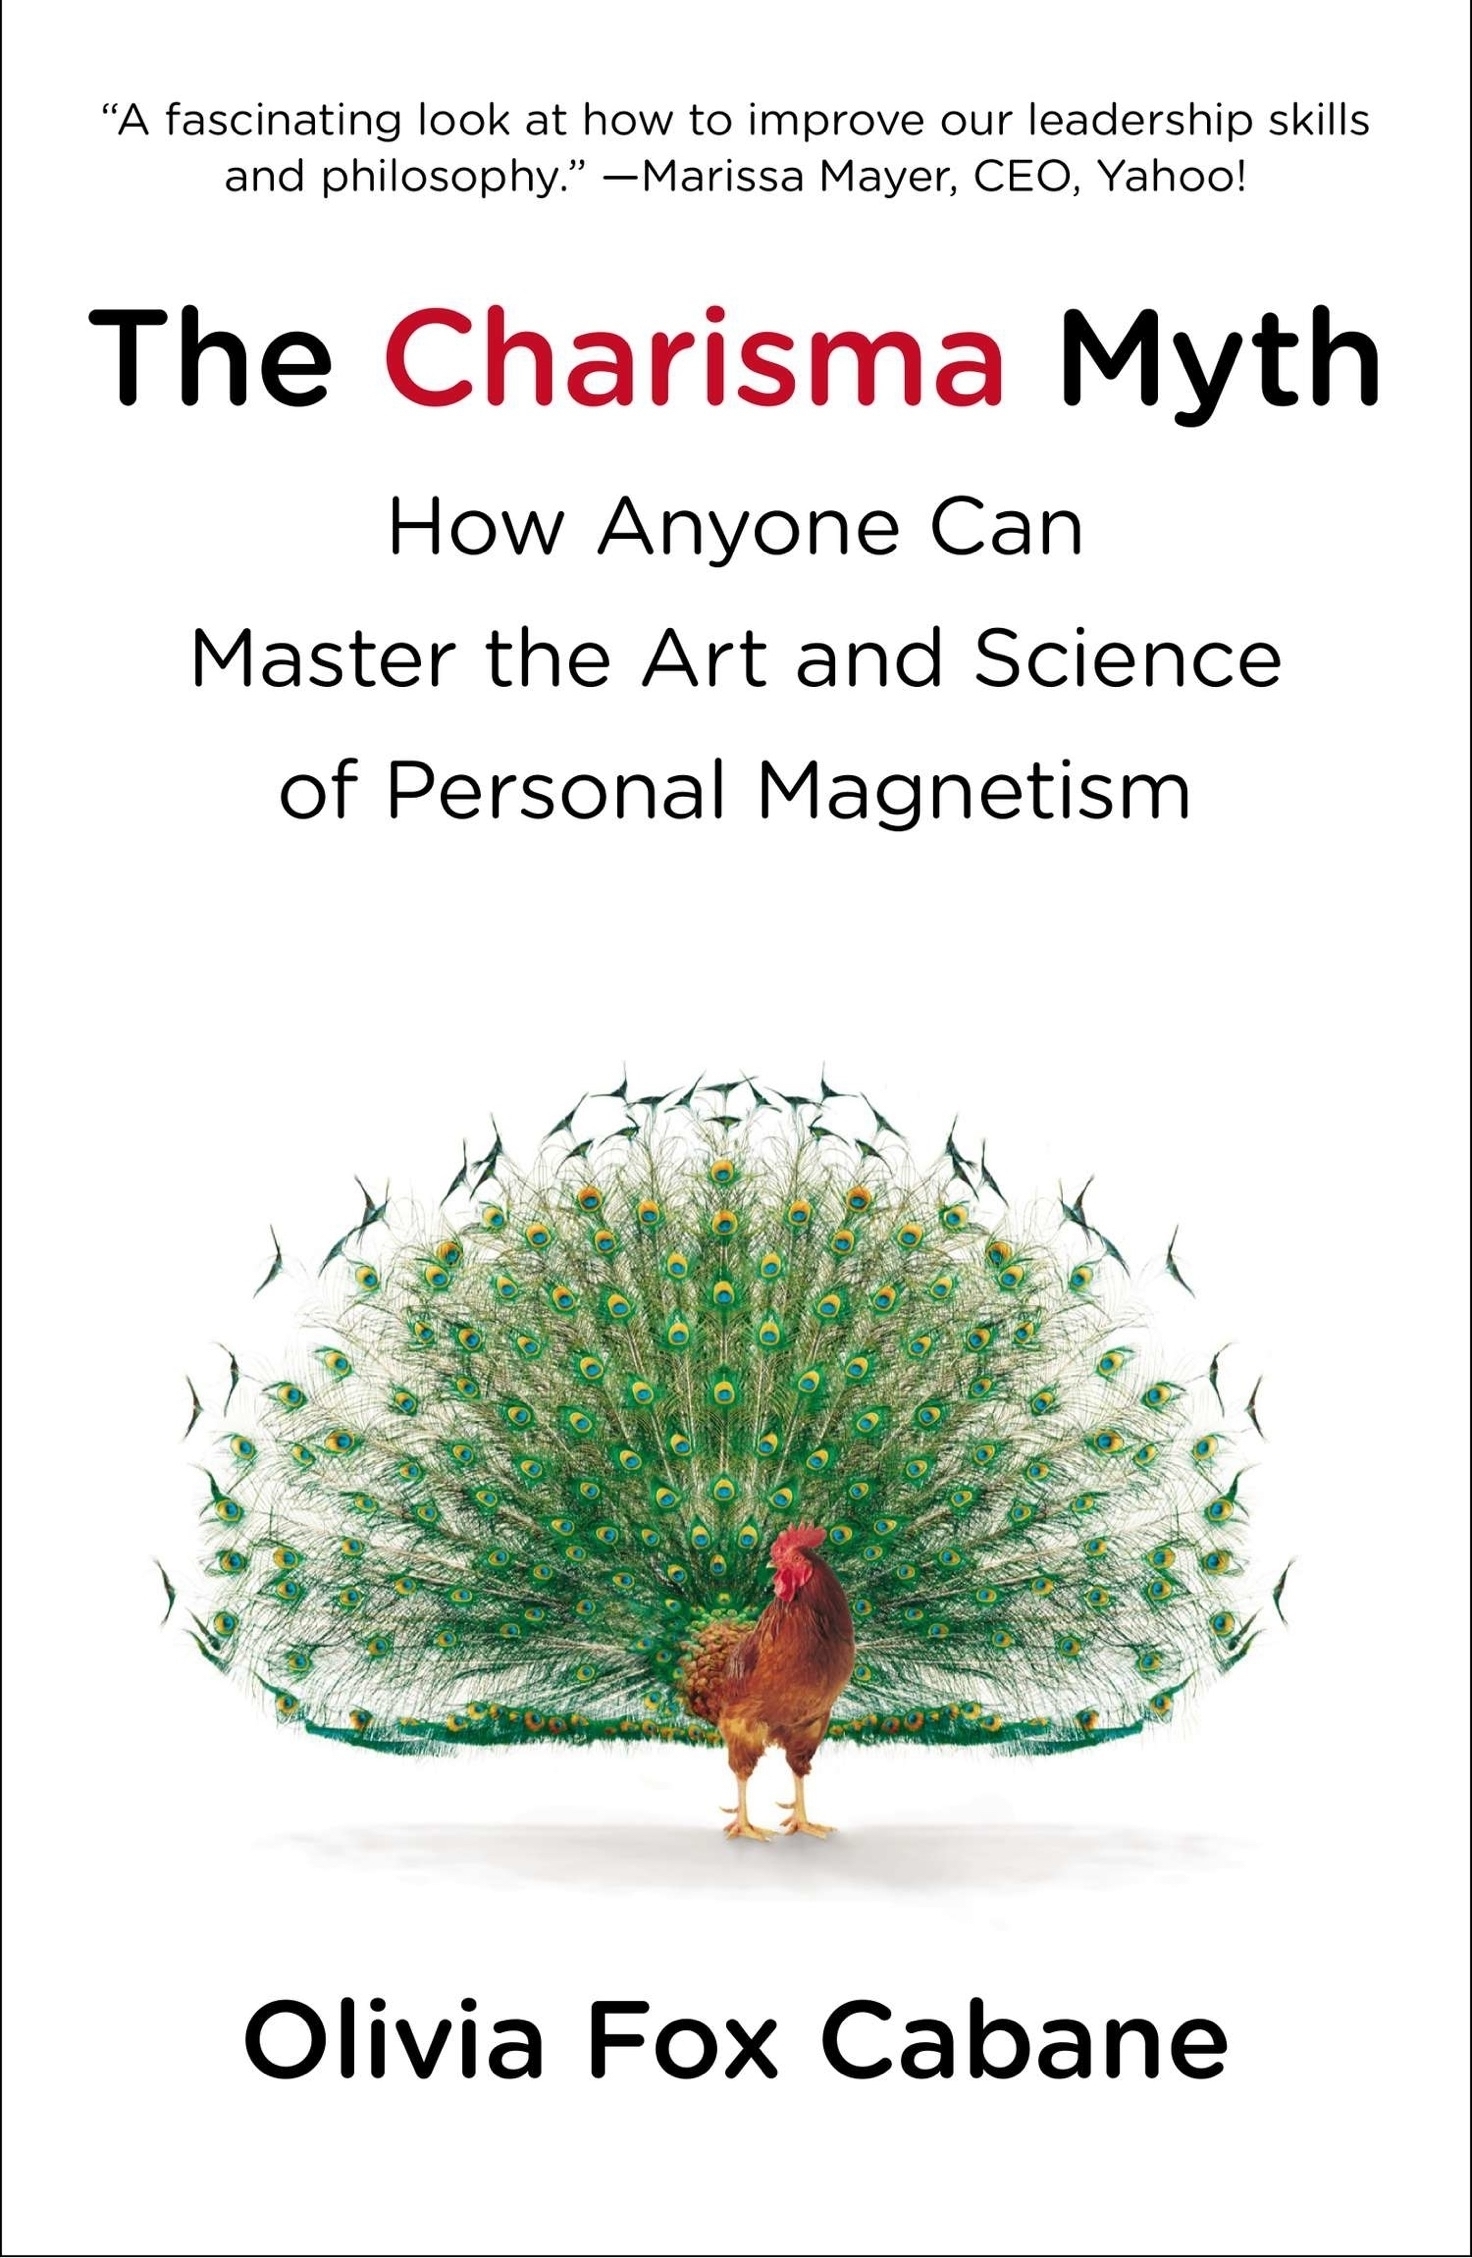 “A fascinating look at how to improve our leadership skills
and philosophy.” —Marissa Mayer, CEO, Yahoo!
The Charisma Myth
How Anyone Can
Master the Art and Science
of Personal Magnetism
Olivia Fox Cabane